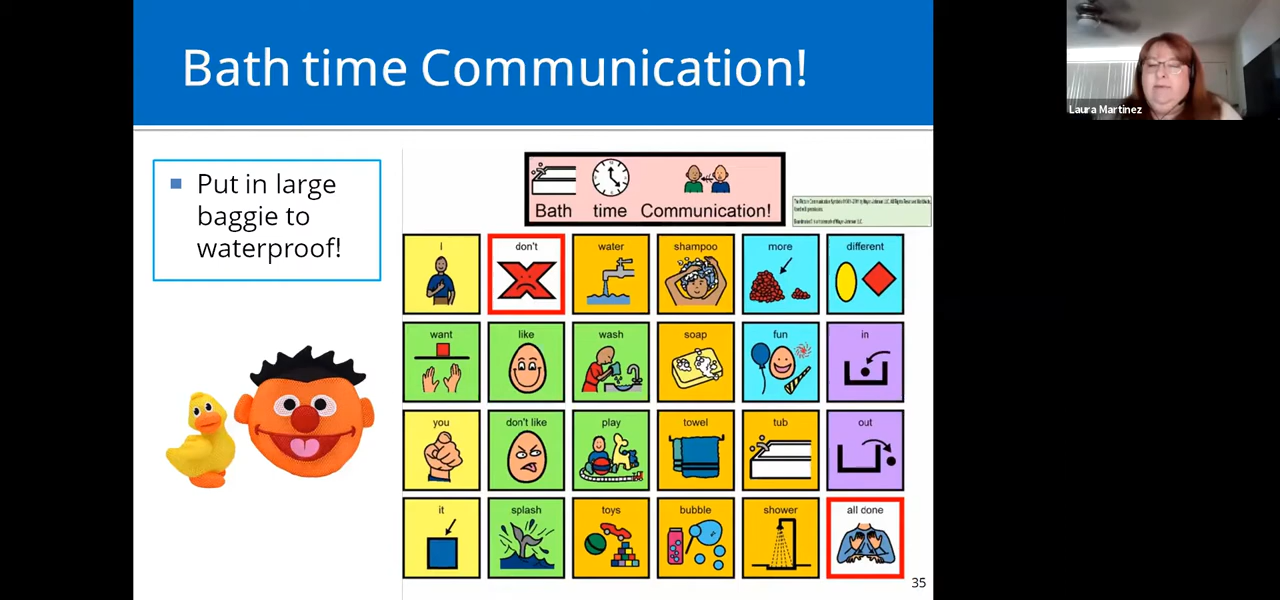 Bath time Communication!
Laura Martinez
Put in large
baggie to
waterproof!
Bath time Communication!
I don't water shampoo more different
want like wash soap fun in
you don't like play towel tub out
it splash toys bubble shower all done
35